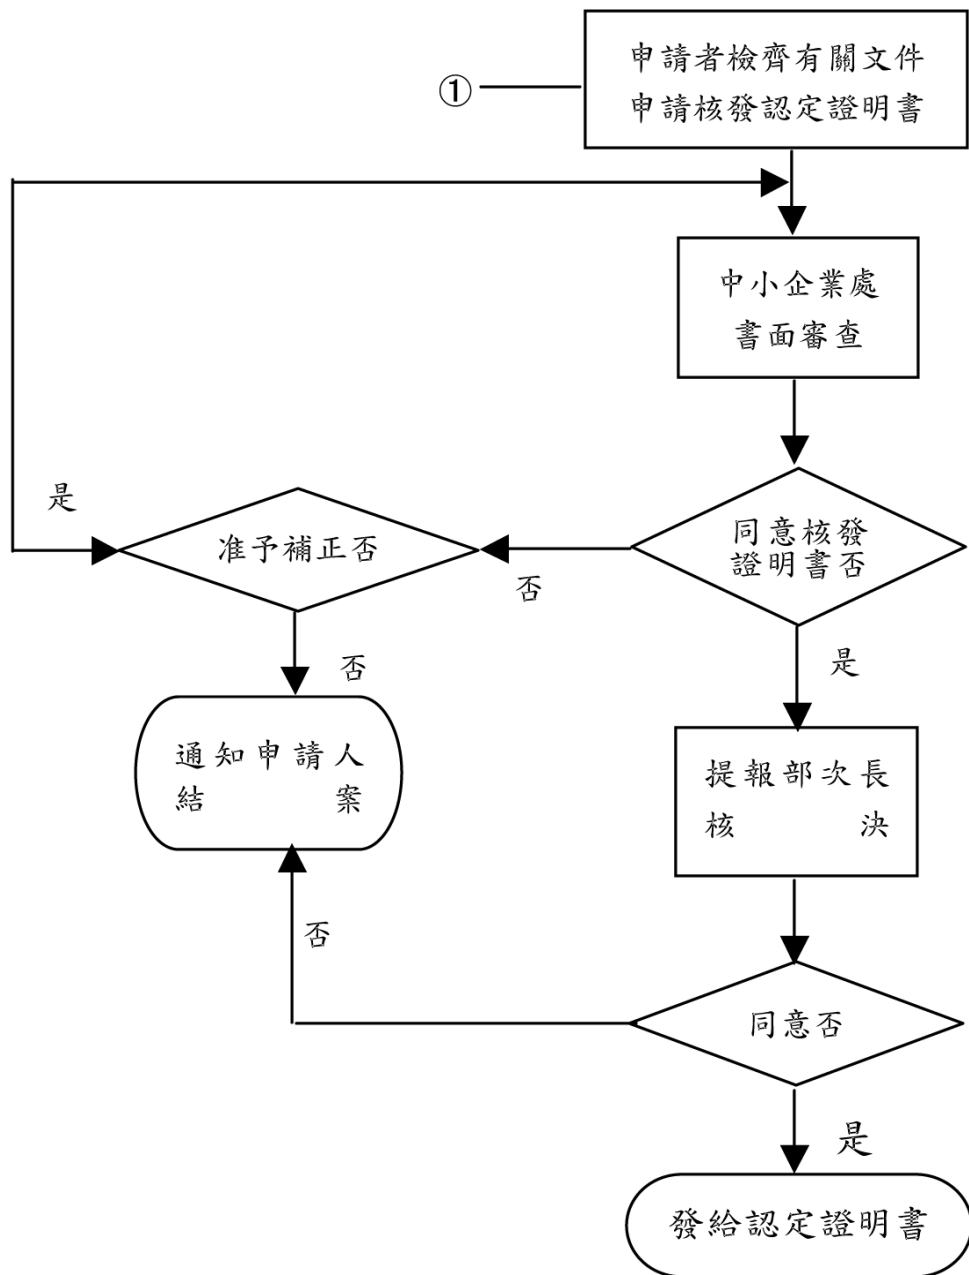 ①
申請者檢齊有關文件
申請核發認定證明書
中小企業處
書面審查
同意核發
證明書否
否
准予補正否
是
否
通知申請人
結案
是
提報部次長
核決
否
同意否
是
發給認定證明書